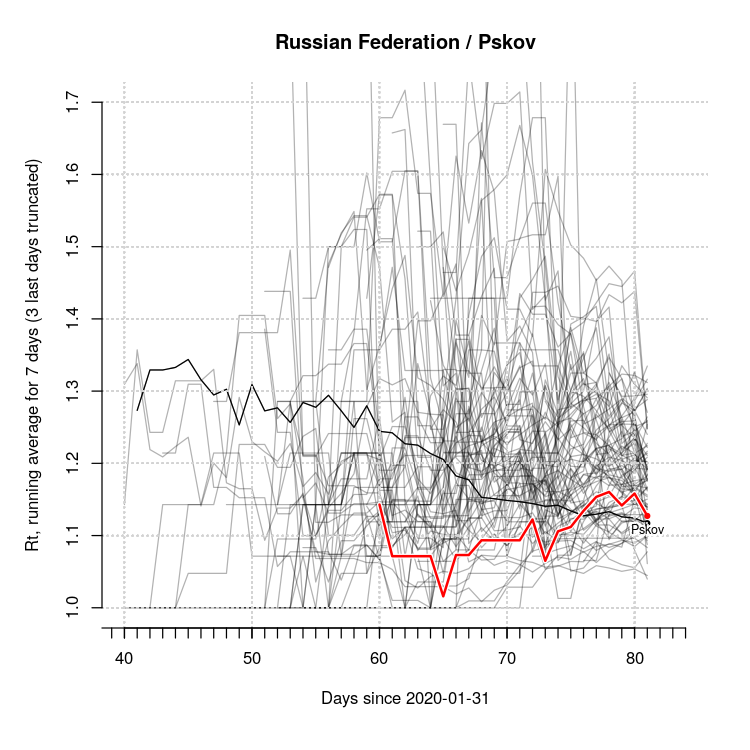 Russian Federation / Pskov
Rt, running average for 7 days (3 last days truncated)
1.7
1.6
1.5
1.4
1.3
1.2
1.1
1.0
Pskov
40 50 60 70 80
Days since 2020-01-31